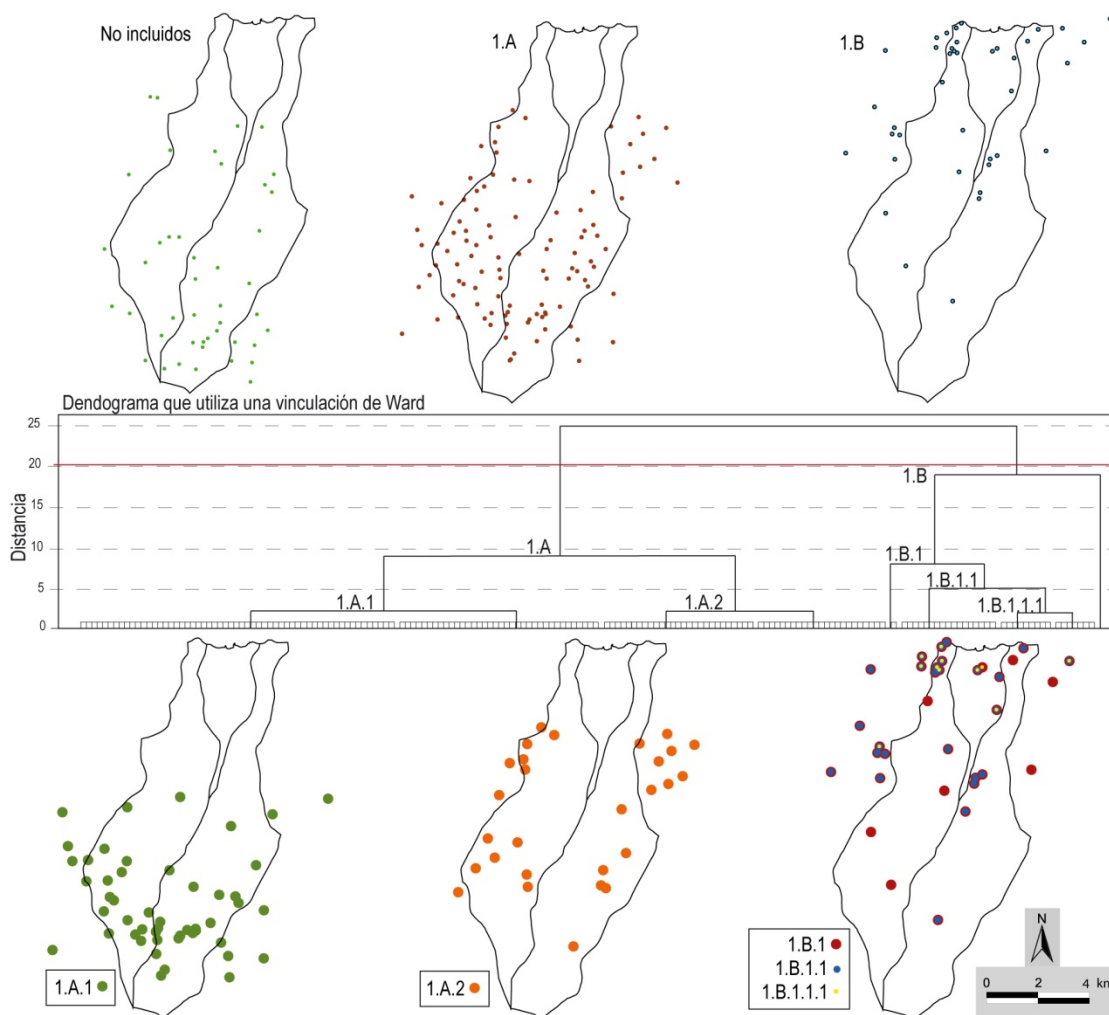 No incluidos
1.A
1.B
Dendograma que utiliza una vinculación de Ward
Distancia
25
20
15
10
5
0
1.B
1.A
1.B.1
1.B.1.1
1.A.1
1.A.2
1.B.1.1.1
1.A.1
1.A.2
1.B.1
1.B.1.1
1.B.1.1.1
N
0 2 4 km